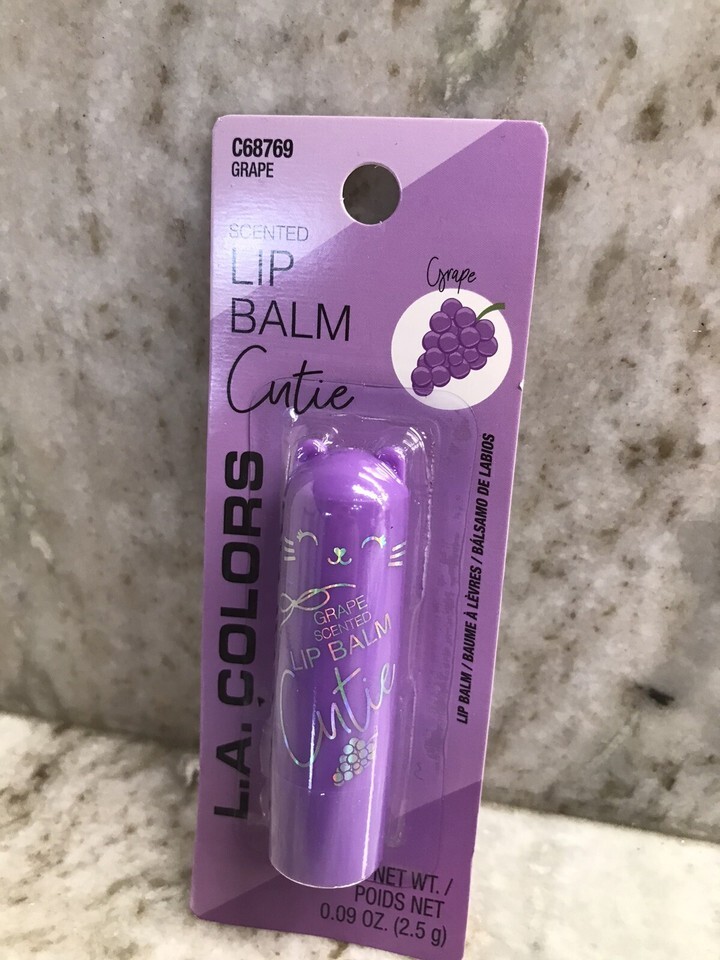 C68769
GRAPE
SCENTED
LIP
BALM
Cutie
Grape
L.A. COLORS
GRAPE
SCENTED
LIP BALM
Cutie
LIP BALM / BAUME À LÈVRES / BÁLSAMO DE LABIOS
NET WT. /
POIDS NET
0.09 OZ. (2.5 g)